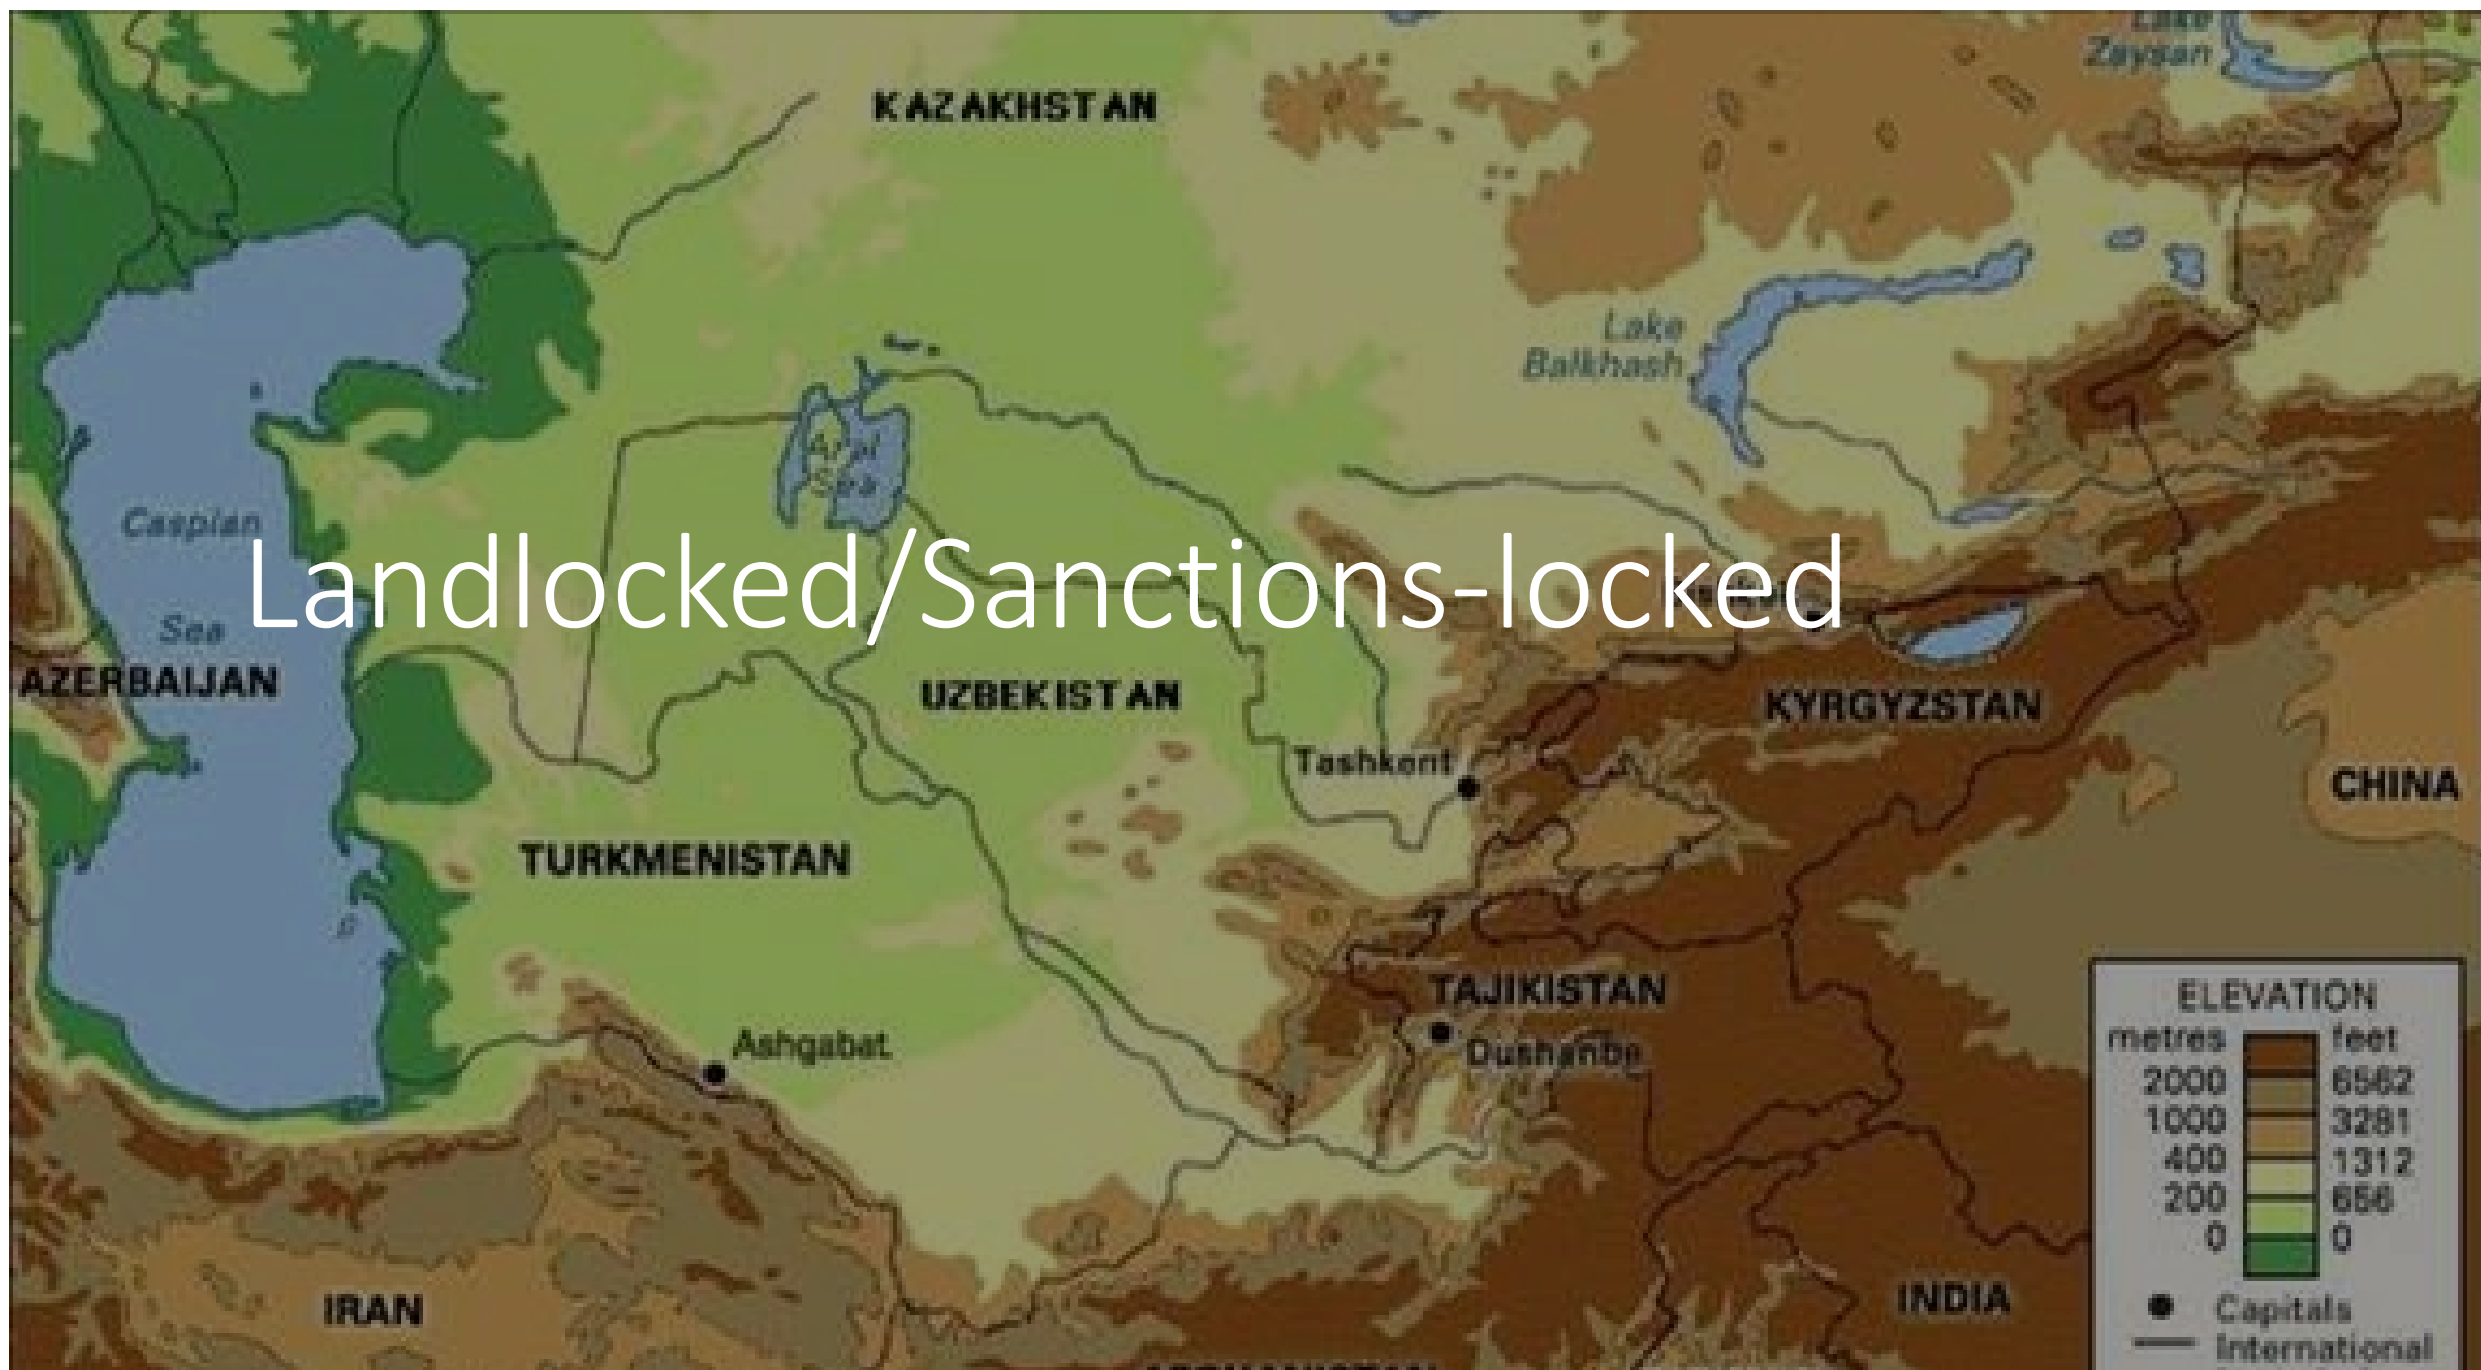 Lake
Zaysan
KAZAKHSTAN
Lake
Balkhash
Aral
Sea
Caspian
Landlocked/Sanctions-locked
Sea
AZERBAIJAN
UZBEKISTAN
KYRGYZSTAN
Tashkent
CHINA
TURKMENISTAN
TAJIKISTAN
ELEVATION
Ashgabat
Dushanbe
metres feet
2000 6562
1000 3281
400 1312
200 656
0 0
IRAN
INDIA
Capitals
International